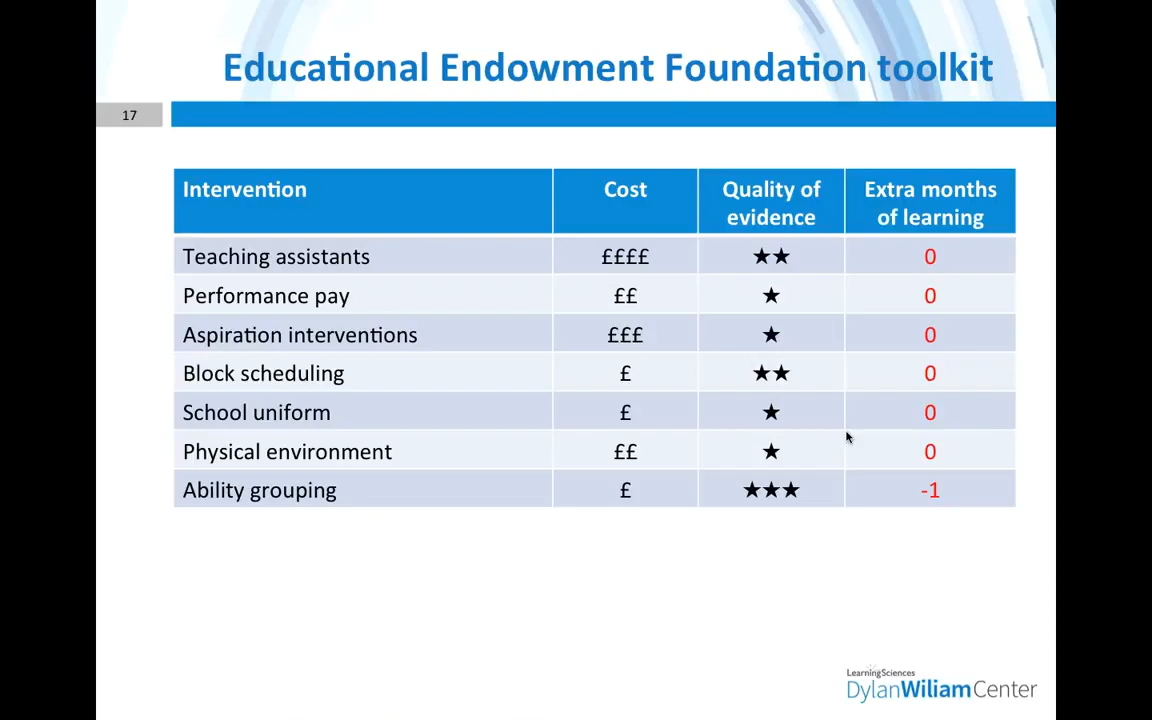 Educational Endowment Foundation toolkit
17
Intervention Cost Quality of evidence Extra months of learning
Teaching assistants ££££ ★★ 0
Performance pay ££ ★ 0
Aspiration interventions £££ ★ 0
Block scheduling £ ★★ 0
School uniform £ ★ 0
Physical environment ££ ★ 0
Ability grouping £ ★★★ -1
LearningSciences
DylanWiliamCenter